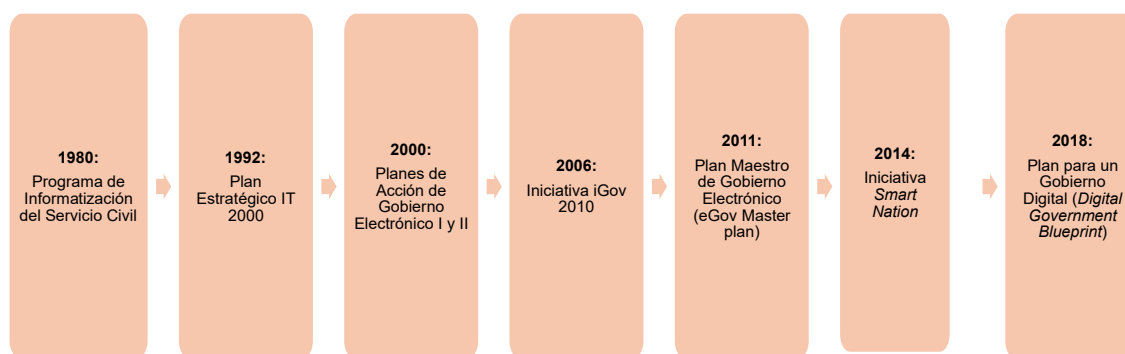 1980:
Programa de
Informatización
del Servicio Civil
1992:
Plan
Estratégico IT
2000
2000:
Planes de
Acción de
Gobierno
Electrónico I y II
2006:
Iniciativa iGov
2010
2011:
Plan Maestro
de Gobierno
Electrónico
(eGov Master
plan)
2014:
Iniciativa
Smart
Nation
2018:
Plan para un
Gobierno
Digital (Digital
Government
Blueprint)